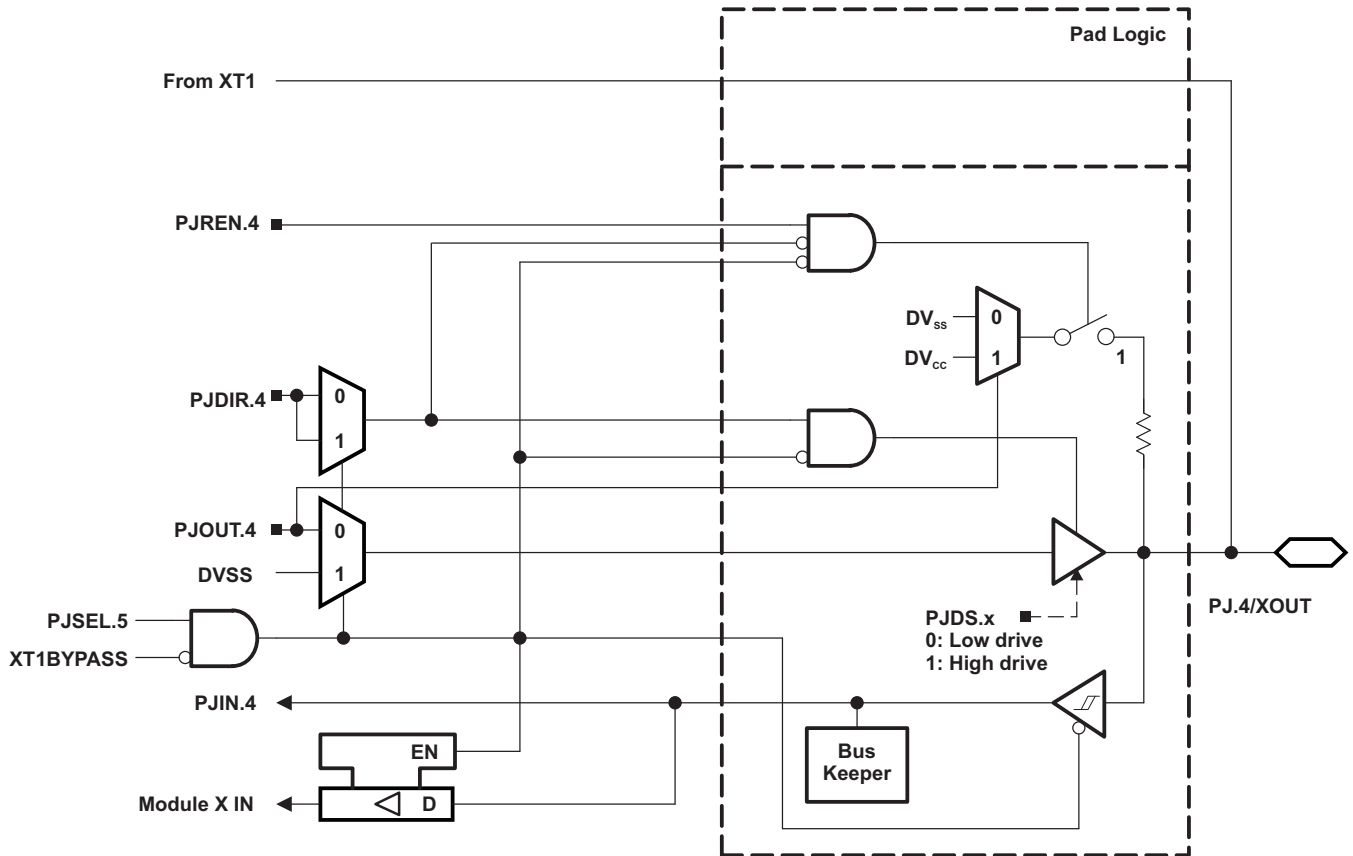 Pad Logic
From XT1
PJREN.4
DVss
0
DVcc
1
1
PJDIR.4
0
1
PJOUT.4
0
DVSS
1
PJSEL.5
XT1BYPASS
PJDS.x
0: Low drive
1: High drive
PJ.4/XOUT
PJIN.4
EN
Bus
Keeper
Module X IN
D